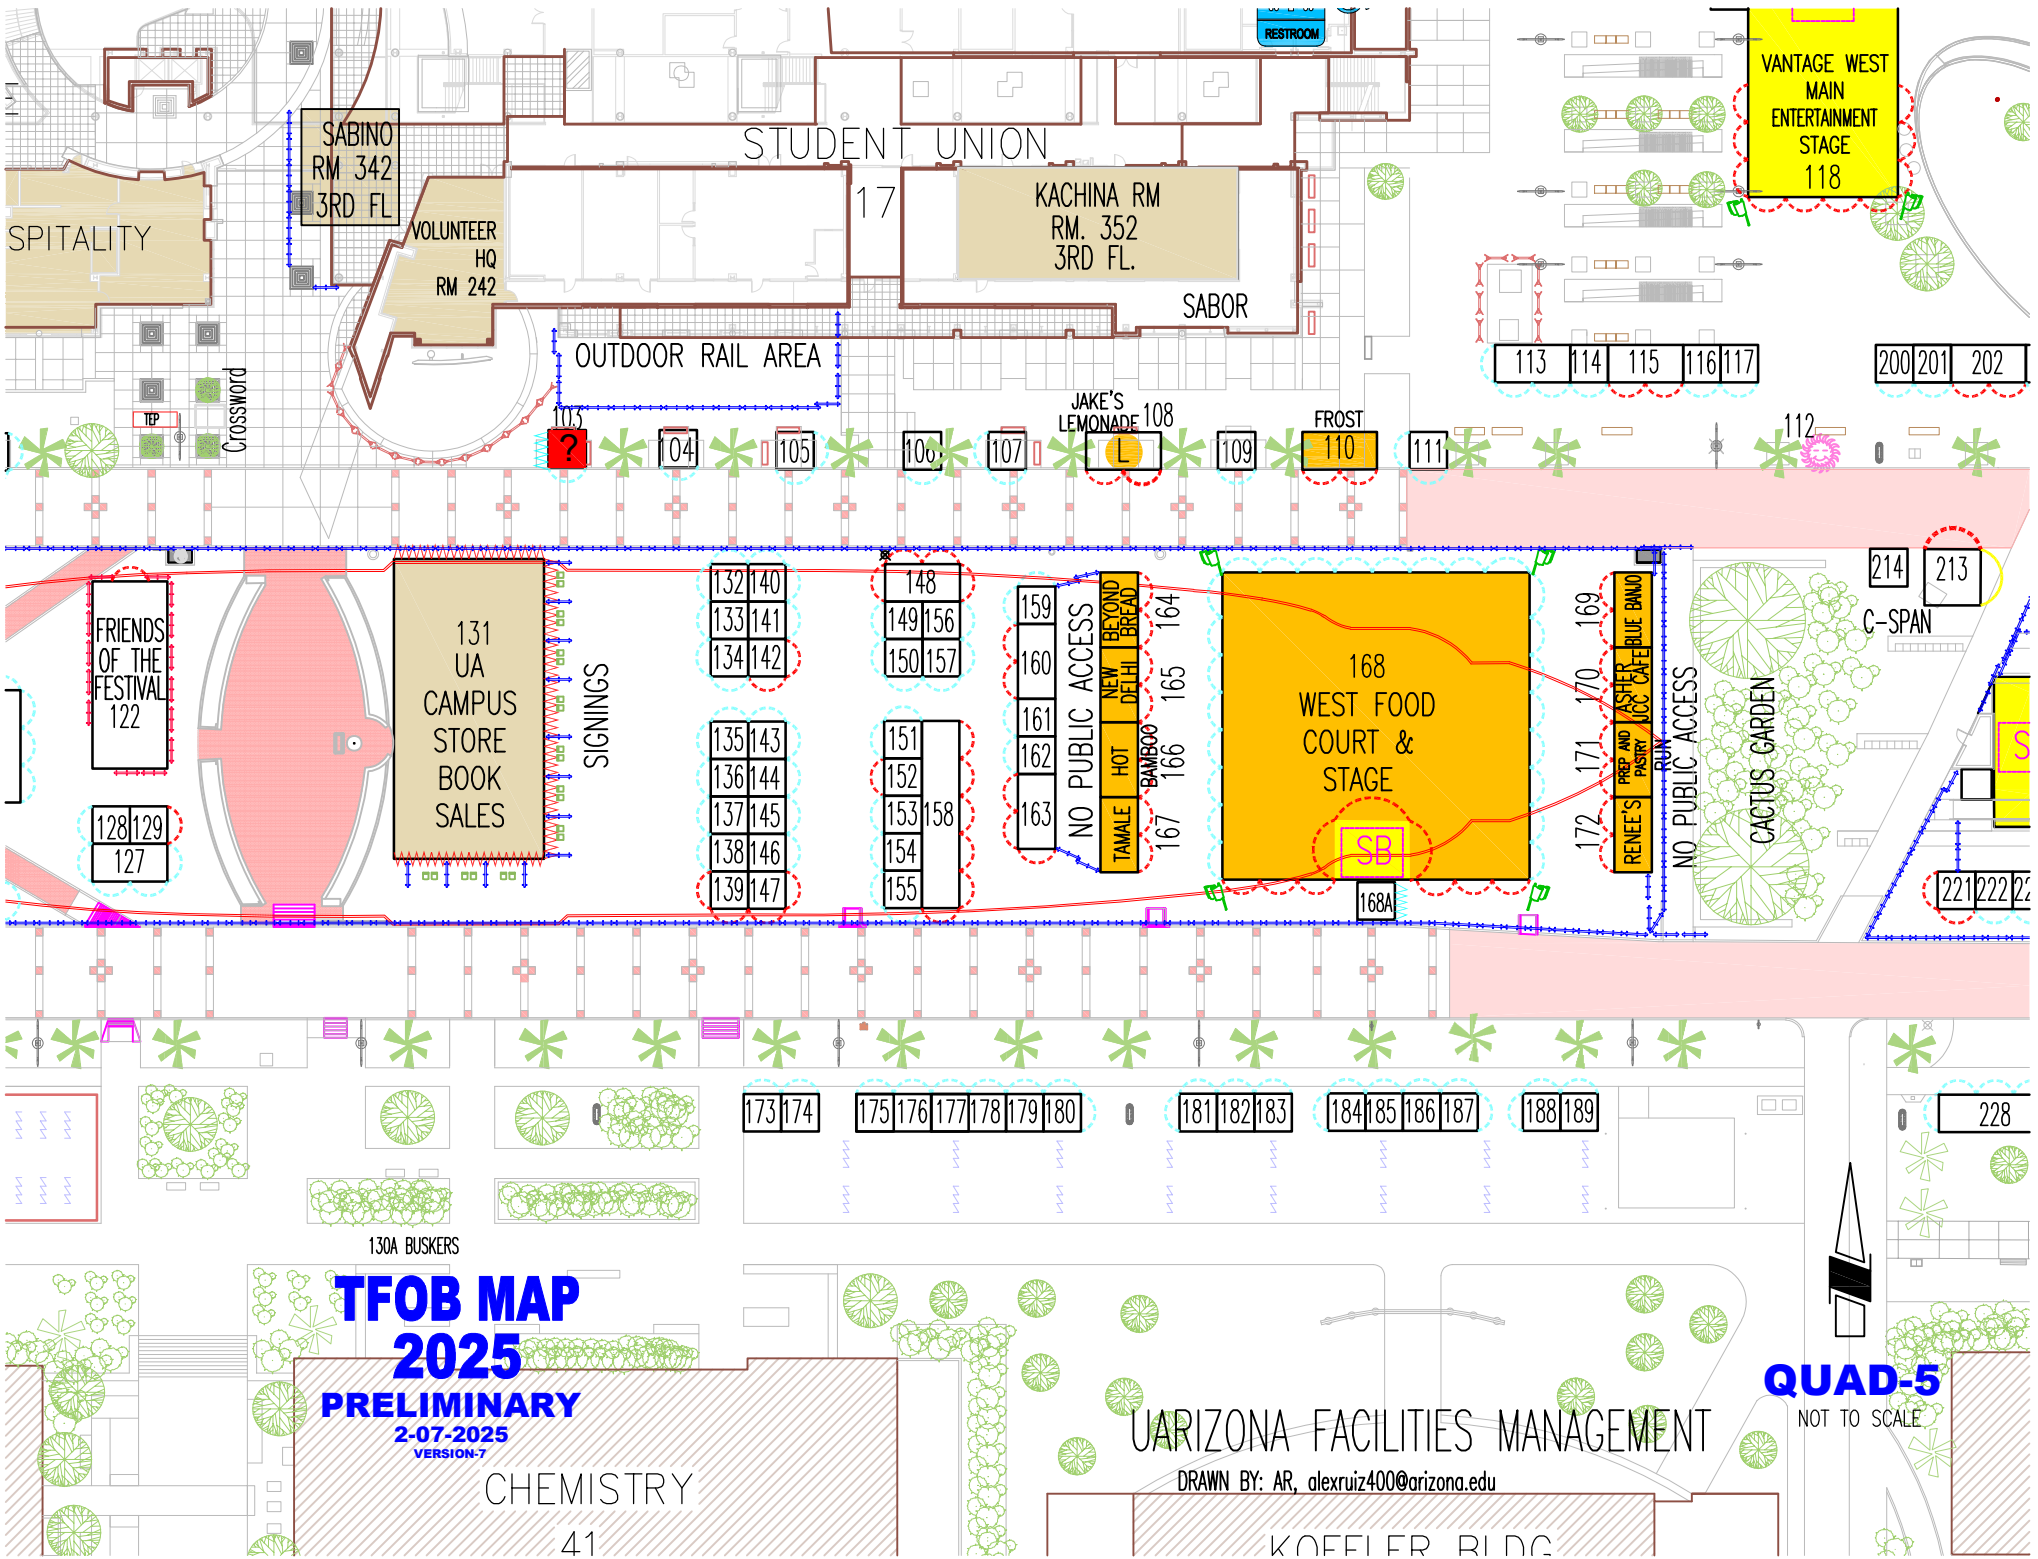 RESTROOM
VANTAGE WEST
MAIN
ENTERTAINMENT
STAGE
118
SABINO
RM 342
3RD FL
STUDENT UNION
17
KACHINA RM
RM. 352
3RD FL.
SPITALITY
VOLUNTEER
HQ
RM 242
SABOR
OUTDOOR RAIL AREA
113
114
115
116
117
200
201
202
Crossword
TEP
103
?
104
105
106
107
JAKE'S
LEMONADE
108
L
109
FROST
110
111
112
FRIENDS
OF THE
FESTIVAL
122
128
129
127
131
UA
CAMPUS
STORE
BOOK
SALES
SIGNINGS
132
140
133
141
134
142
135
143
136
144
137
145
138
146
139
147
148
149
156
150
157
151
152
153
154
155
158
159
160
161
162
163
NO PUBLIC ACCESS
BEYOND
BREAD
164
NEW
DELHI
165
HOT
BAMBOO
166
TAMALE
167
168
WEST FOOD
COURT &
STAGE
SB
168A
169
BLUE BANJO
170
ASHER
JCC CAFE
171
PREP AND
PASTRY
172
RENEE'S
RUN
NO PUBLIC ACCESS
CACTUS GARDEN
214
213
C-SPAN
S
221
222
22
173
174
175
176
177
178
179
180
181
182
183
184
185
186
187
188
189
228
130A BUSKERS
TFOB MAP
2025
PRELIMINARY
2-07-2025
VERSION-7
N
QUAD-5
NOT TO SCALE
UARIZONA FACILITIES MANAGEMENT
DRAWN BY: AR, alexruiz400@arizona.edu
CHEMISTRY
41
KOFFLER BLDG